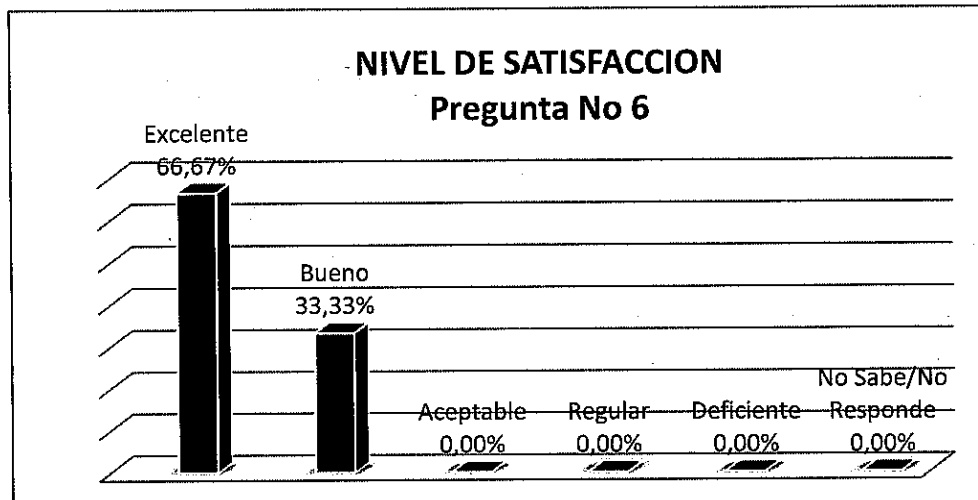 NIVEL DE SATISFACCION
Pregunta No 6
Excelente
66,67%
Bueno
33,33%
Aceptable
0,00%
Regular
0,00%
Deficiente
0,00%
No Sabe/No
Responde
0,00%